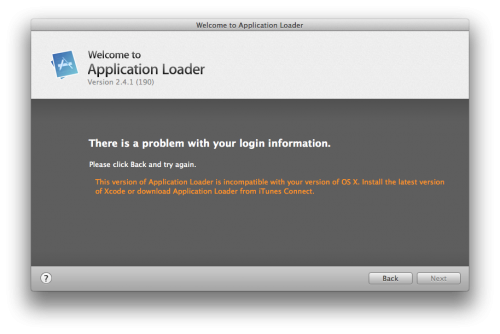 Welcome to Application Loader
Welcome to
Application Loader
Version 2.4.1 (190)
There is a problem with your login information.
Please click Back and try again.
This version of Application Loader is incompatible with your version of OS X. Install the latest version
of Xcode or download Application Loader from iTunes Connect.
?
Back
Next